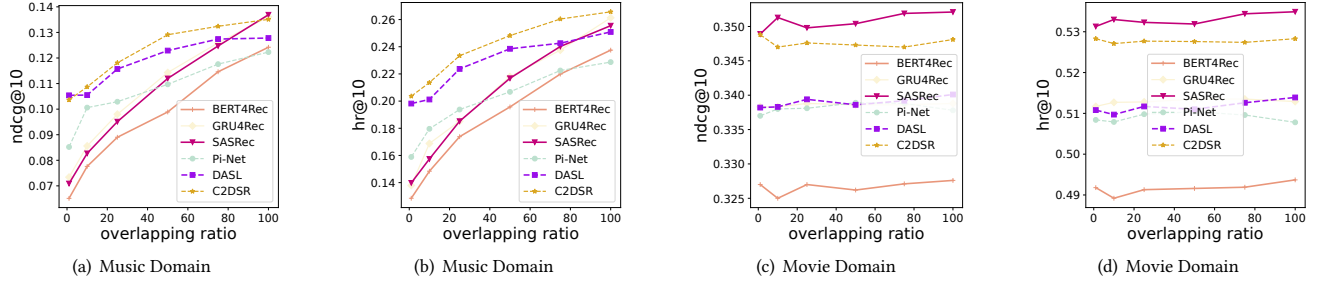 0.14
0.13
0.12
0.11
0.10
0.09
0.08
0.07
ndcg@10
0 20 40 60 80 100
overlapping ratio
BERT4Rec
GRU4Rec
SASRec
Pi-Net
DASL
C2DSR
(a) Music Domain
0.26
0.24
0.22
0.20
0.18
0.16
0.14
hr@10
0 20 40 60 80 100
overlapping ratio
BERT4Rec
GRU4Rec
SASRec
Pi-Net
DASL
C2DSR
(b) Music Domain
0.350
0.345
0.340
0.335
0.330
0.325
ndcg@10
0 20 40 60 80 100
overlapping ratio
BERT4Rec
GRU4Rec
SASRec
Pi-Net
DASL
C2DSR
(c) Movie Domain
0.53
0.52
0.51
0.50
0.49
hr@10
0 20 40 60 80 100
overlapping ratio
BERT4Rec
GRU4Rec
SASRec
Pi-Net
DASL
C2DSR
(d) Movie Domain